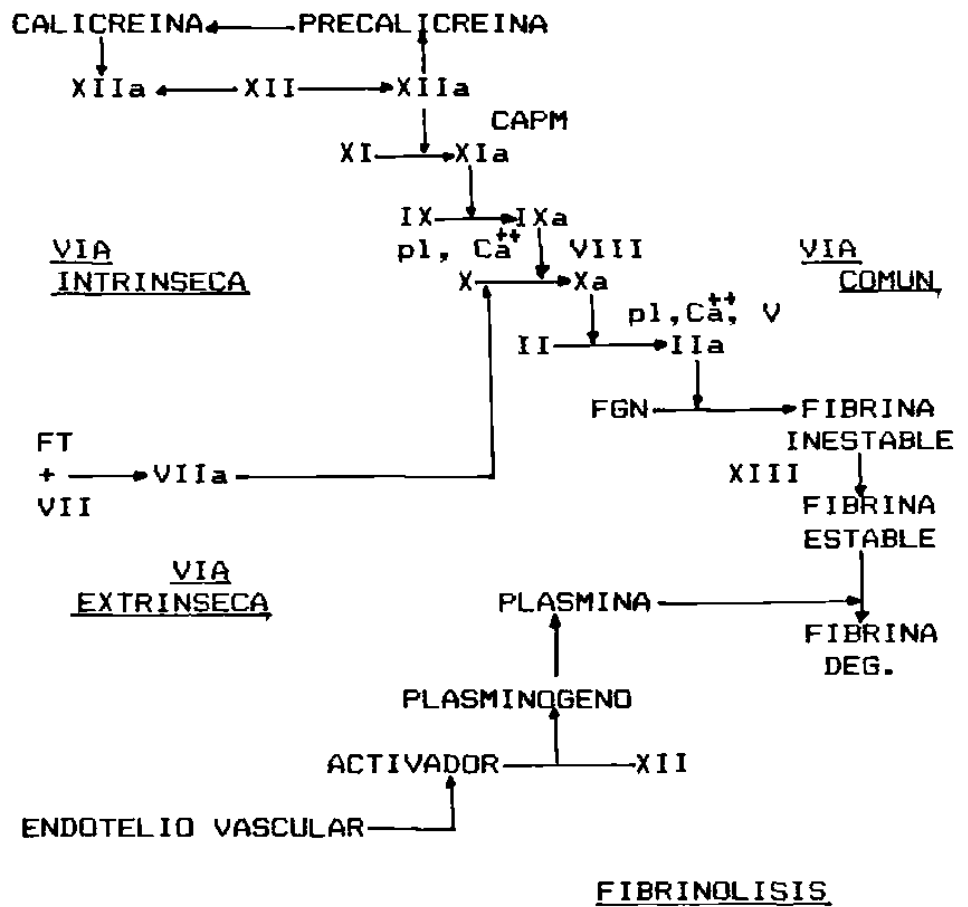 CALICREINA PRECALICREINA
XIIa XII XIIa
CAPM
XI XIa
IX IXa
VIA
INTRINSECA
pl, Ca++ VIII
VIA
COMUN,
X Xa
pl,Ca++, V
II IIa
FGN FIBRINA
INESTABLE
FT
+ VIIa
VII
XIII
FIBRINA
ESTABLE
VIA
EXTRINSECA
PLASMINA
FIBRINA
DEG.
PLASMINOGENO
ACTIVADOR XII
ENDOTELIO VASCULAR
FIBRINOLISIS